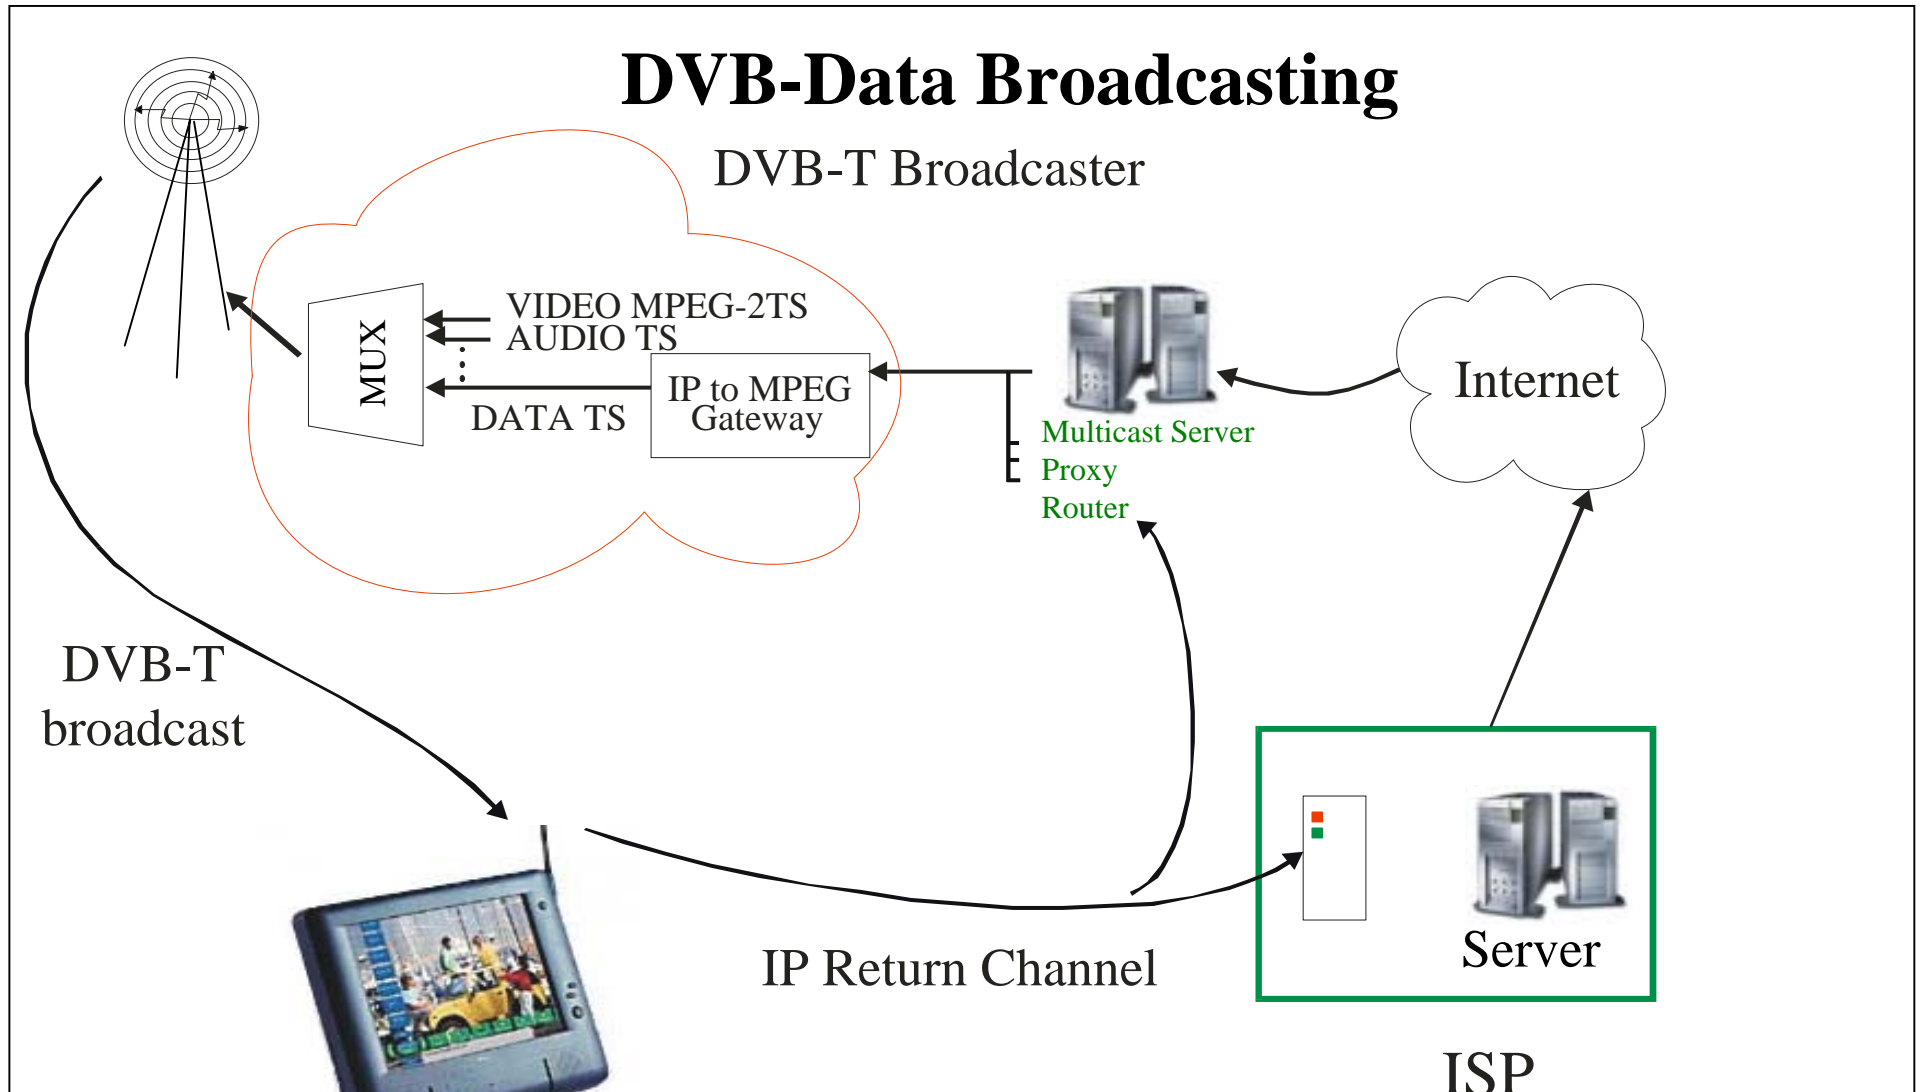 DVB-Data Broadcasting
DVB-T Broadcaster
VIDEO MPEG-2TS
AUDIO TS
MUX
IP to MPEG
Gateway
DATA TS
Internet
Multicast Server
Proxy
Router
DVB-T
broadcast
IP Return Channel
Server
ISP